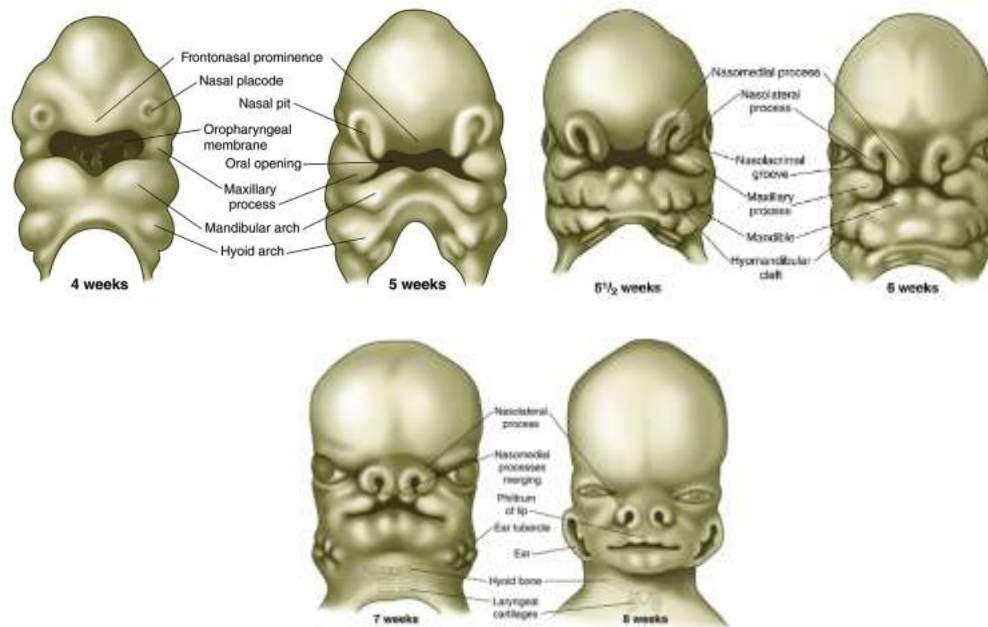 Frontonasal prominence
Nasal placode
Nasal pit
Oropharyngeal
membrane
Oral opening
Maxillary
process
Mandibular arch
Hyoid arch
4 weeks
5 weeks
Nasomedial process
Nasolateral
process
Nasolacrimal
groove
Maxillary
process
Mandible
Hyomandibular
cleft
5½ weeks
6 weeks
Nasolateral
process
Nasomedial
processes
merging
Philtrum
of lip
Ear tubercle
Ear
Hyoid bone
Laryngeal
cartilages
7 weeks
8 weeks